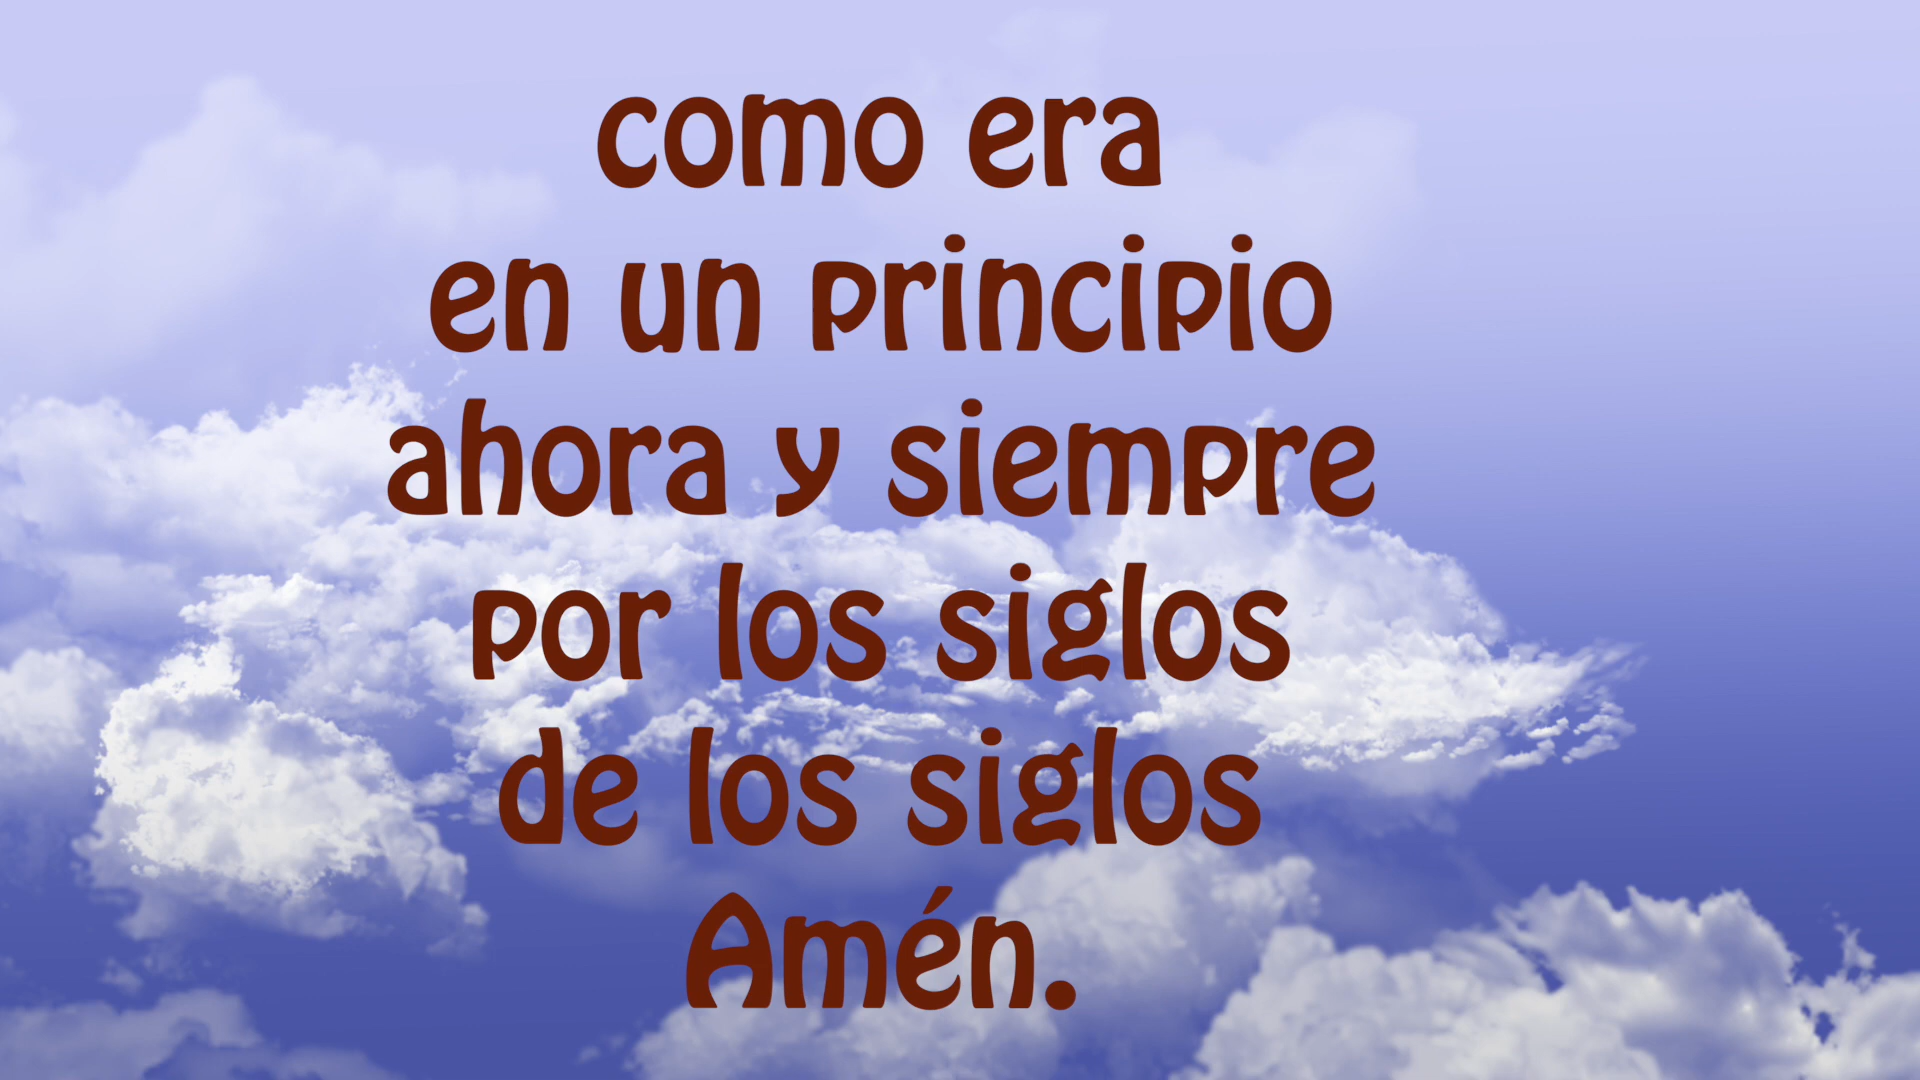 como era
en un principio
ahora y siempre
por los siglos
de los siglos
Amén.